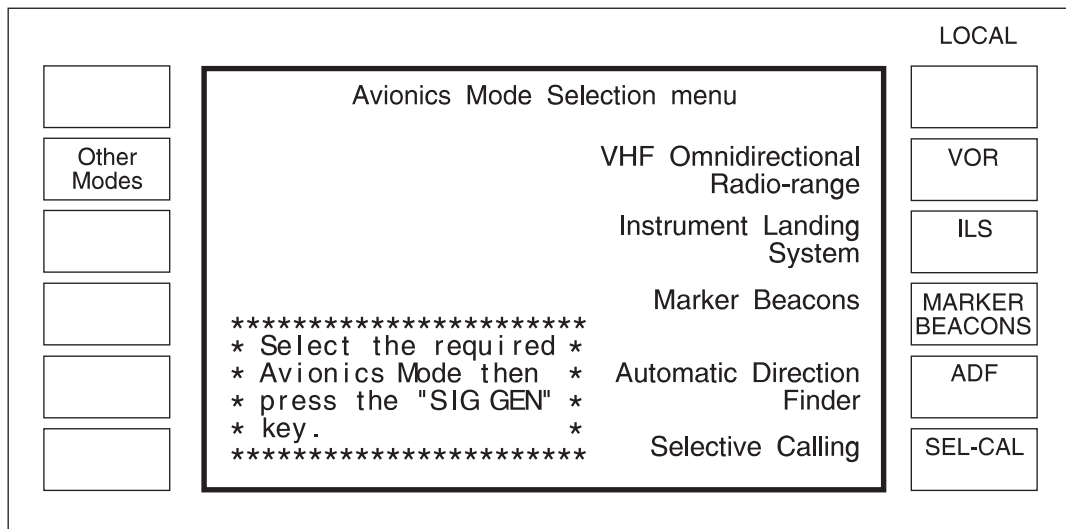 LOCAL
Avionics Mode Selection menu
Other
Modes
VHF Omnidirectional
Radio-range
VOR
Instrument Landing
System
ILS
Marker Beacons
MARKER
BEACONS
***********************
* Select the required *
* Avionics Mode then *
* press the "SIG GEN" *
* key. *
***********************
Automatic Direction
Finder
ADF
Selective Calling
SEL-CAL